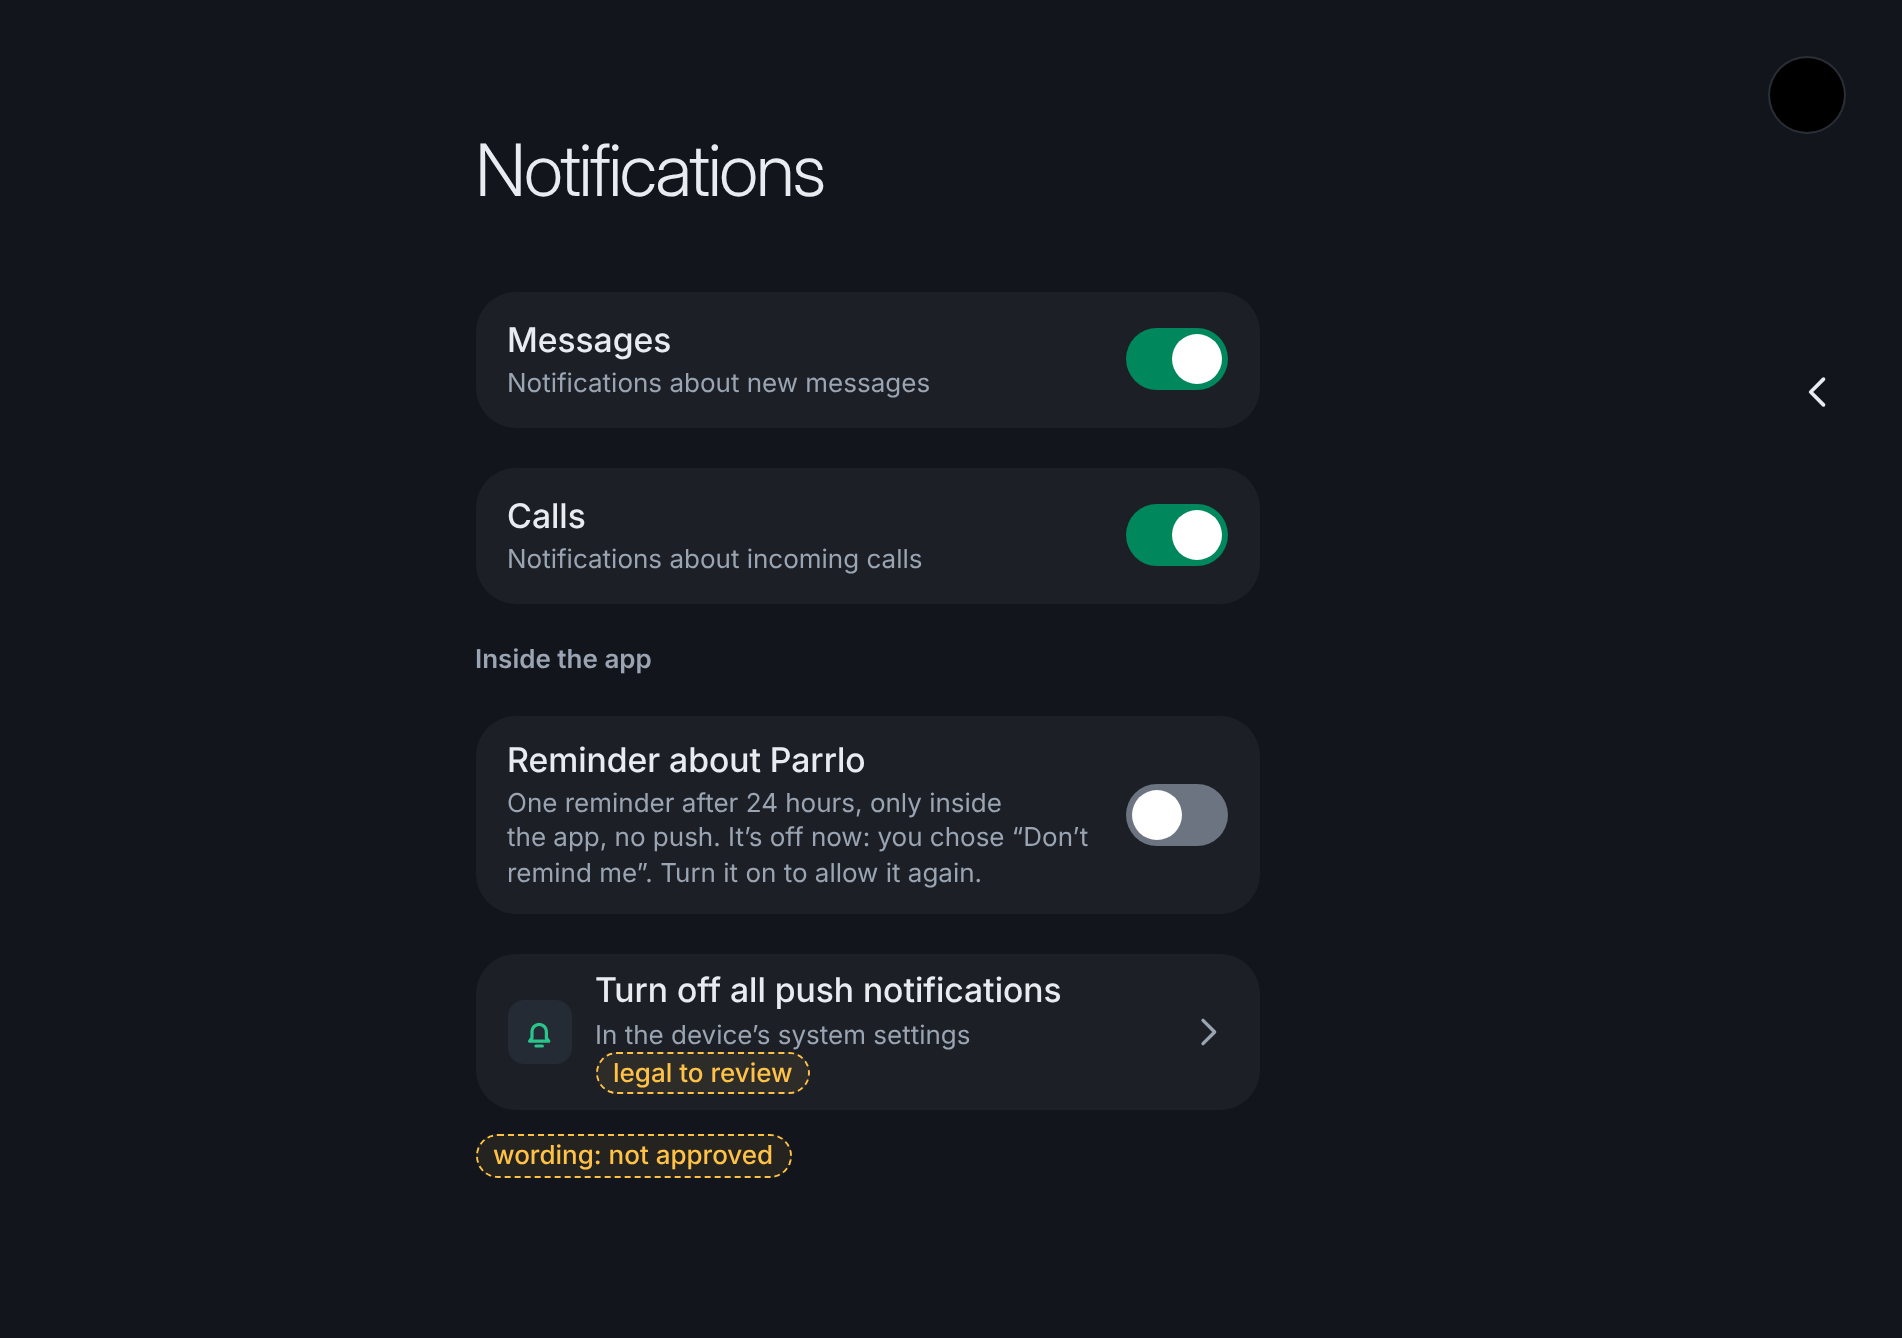 Notifications
Messages
Notifications about new messages
Calls
Notifications about incoming calls
Inside the app
Reminder about Parrlo
One reminder after 24 hours, only inside
the app, no push. It’s off now: you chose “Don’t
remind me”. Turn it on to allow it again.
Turn off all push notifications
In the device’s system settings
legal to review
wording: not approved